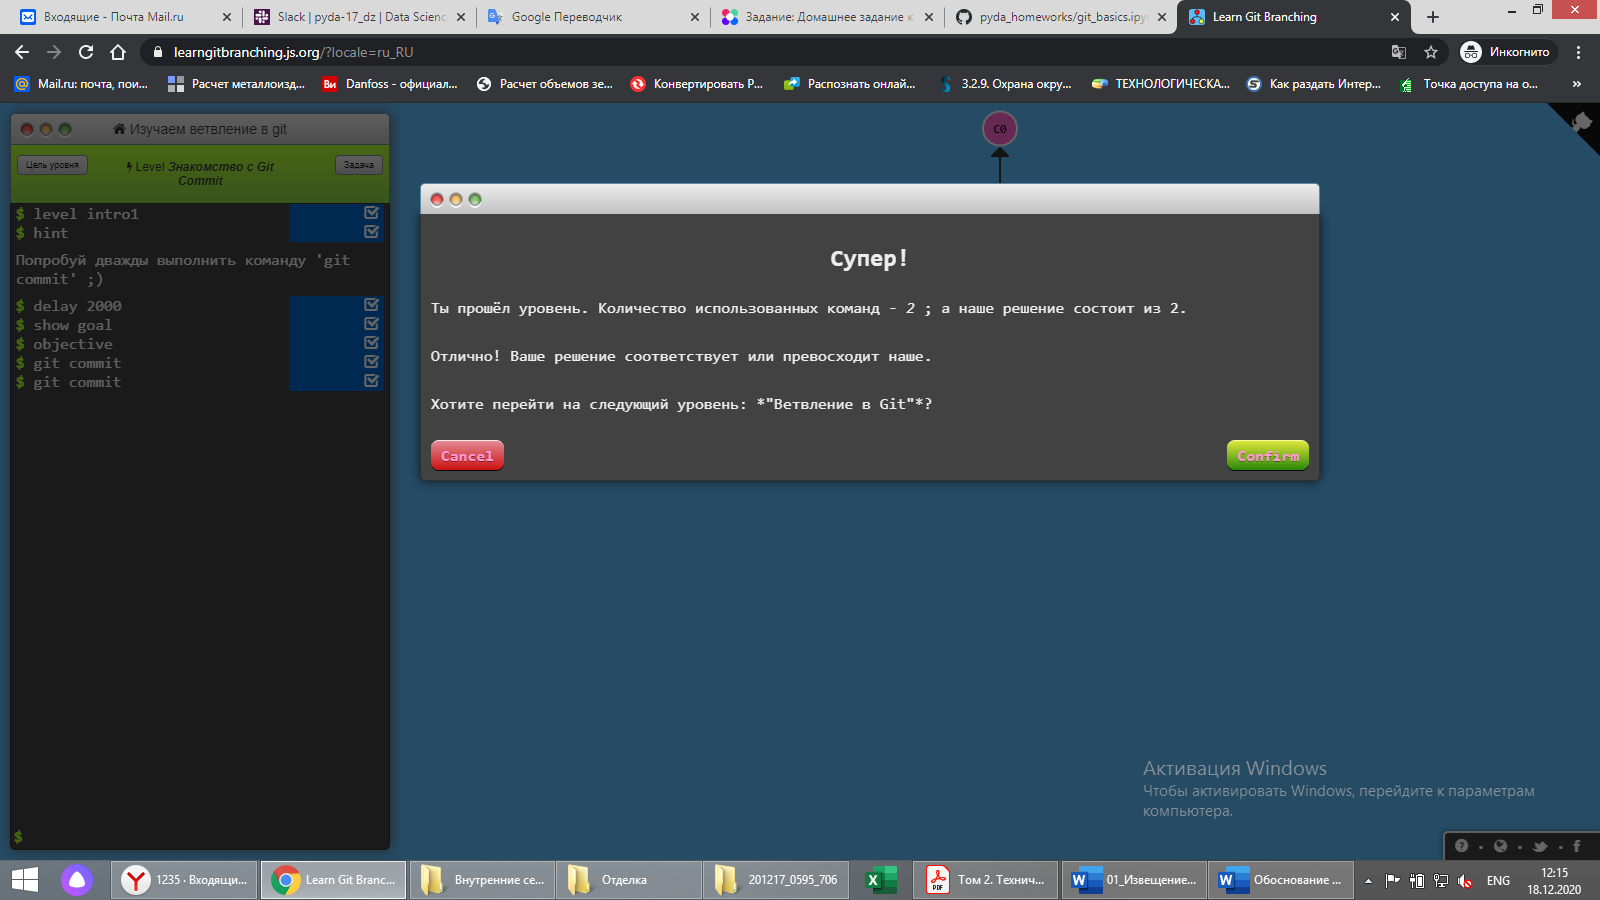 Входящие - Почта Mail.ru
Slack | pyda-17_dz | Data Scienc
Google Переводчик
Задание: Домашнее задание к
pyda_homeworks/git_basics.ipy
Learn Git Branching
learngitbranching.js.org/?locale=ru_RU
Инкогнито
Mail.ru: почта, пои...
Расчет металлоизд...
Danfoss - официал...
Расчет объемов зе...
Конвертировать Р...
Распознать онлай...
3.2.9. Охрана окру...
ТЕХНОЛОГИЧЕСКА...
Как раздать Интер...
Точка доступа на о...
»
Изучаем ветвление в git
Цель уровня
Level Знакомство с Git
Commit
Задача
$ level intro1
$ hint
Попробуй дважды выполнить команду 'git
commit' ;)
$ delay 2000
$ show goal
$ objective
$ git commit
$ git commit
$
C0
Супер!
Ты прошёл уровень. Количество использованных команд - 2 ; а наше решение состоит из 2.
Отлично! Ваше решение соответствует или превосходит наше.
Хотите перейти на следующий уровень: *"Ветвление в Git"*?
Cancel
Confirm
Активация Windows
Чтобы активировать Windows, перейдите к параметрам
компьютера.
1235 · Входящи...
Learn Git Branc...
Внутренние се...
Отделка
201217_0595_706
Том 2. Технич...
01_Извещение...
Обоснование ...
ENG
12:15
18.12.2020